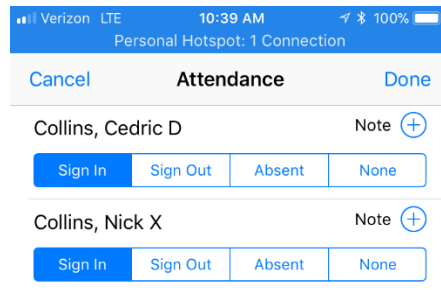 Verizon LTE 10:39 AM 100%
Personal Hotspot: 1 Connection
Cancel Attendance Done
Collins, Cedric D Note
Sign In Sign Out Absent None
Collins, Nick X Note
Sign In Sign Out Absent None